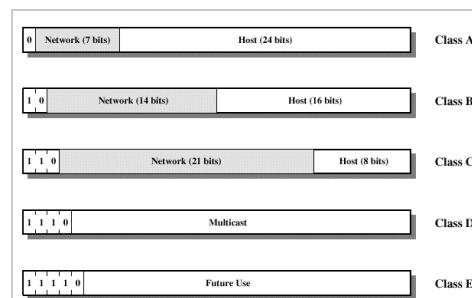 0 Network (7 bits) Host (24 bits) Class A
1 0 Network (14 bits) Host (16 bits) Class B
1 1 0 Network (21 bits) Host (8 bits) Class C
1 1 1 0 Multicast Class D
1 1 1 1 0 Future Use Class E